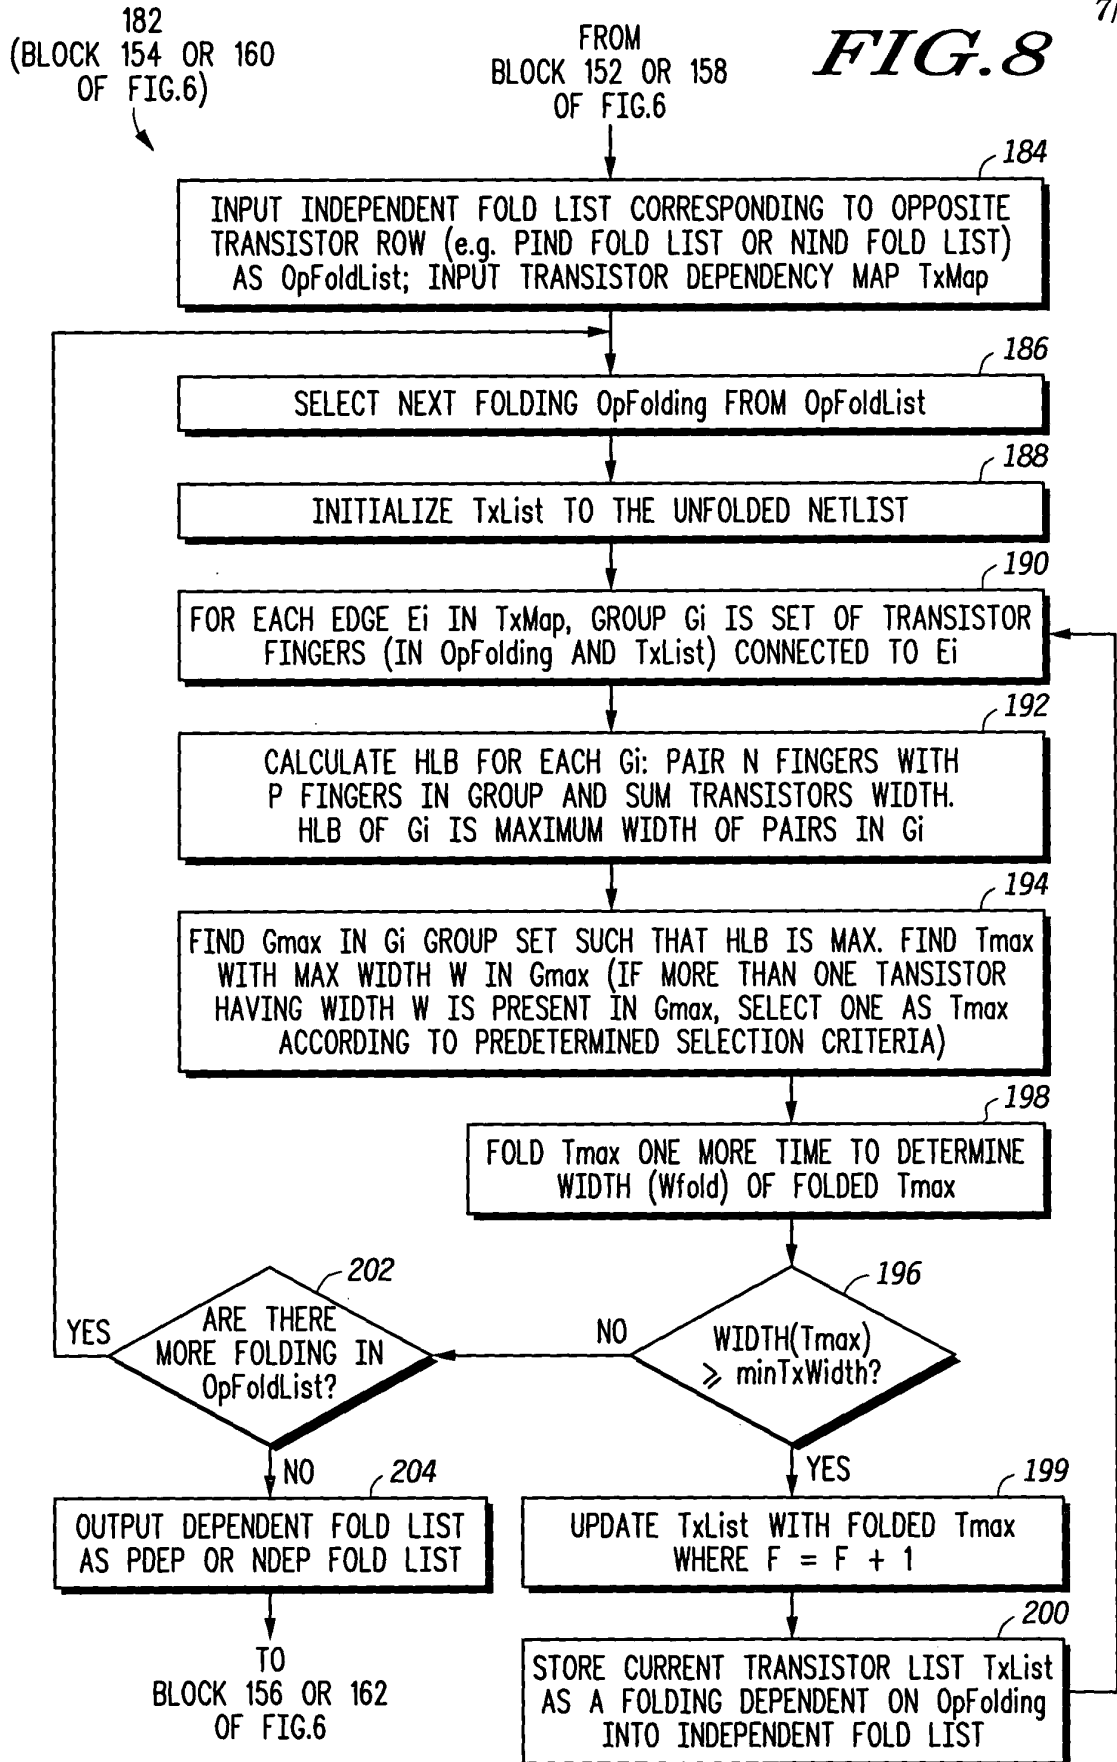 182
(BLOCK 154 OR 160
OF FIG.6)
FROM
BLOCK 152 OR 158
OF FIG.6
FIG.8
7/
184
INPUT INDEPENDENT FOLD LIST CORRESPONDING TO OPPOSITE
TRANSISTOR ROW (e.g. PIND FOLD LIST OR NIND FOLD LIST)
AS OpFoldList; INPUT TRANSISTOR DEPENDENCY MAP TxMap
186
SELECT NEXT FOLDING OpFolding FROM OpFoldList
188
INITIALIZE TxList TO THE UNFOLDED NETLIST
190
FOR EACH EDGE Ei IN TxMap, GROUP Gi IS SET OF TRANSISTOR
FINGERS (IN OpFolding AND TxList) CONNECTED TO Ei
192
CALCULATE HLB FOR EACH Gi: PAIR N FINGERS WITH
P FINGERS IN GROUP AND SUM TRANSISTORS WIDTH.
HLB OF Gi IS MAXIMUM WIDTH OF PAIRS IN Gi
194
FIND Gmax IN Gi GROUP SET SUCH THAT HLB IS MAX. FIND Tmax
WITH MAX WIDTH W IN Gmax (IF MORE THAN ONE TANSISTOR
HAVING WIDTH W IS PRESENT IN Gmax, SELECT ONE AS Tmax
ACCORDING TO PREDETERMINED SELECTION CRITERIA)
198
FOLD Tmax ONE MORE TIME TO DETERMINE
WIDTH (Wfold) OF FOLDED Tmax
196
WIDTH(Tmax)
⩾ minTxWidth?
NO
YES
202
ARE THERE
MORE FOLDING IN
OpFoldList?
YES
NO
204
OUTPUT DEPENDENT FOLD LIST
AS PDEP OR NDEP FOLD LIST
TO
BLOCK 156 OR 162
OF FIG.6
199
UPDATE TxList WITH FOLDED Tmax
WHERE F = F + 1
200
STORE CURRENT TRANSISTOR LIST TxList
AS A FOLDING DEPENDENT ON OpFolding
INTO INDEPENDENT FOLD LIST